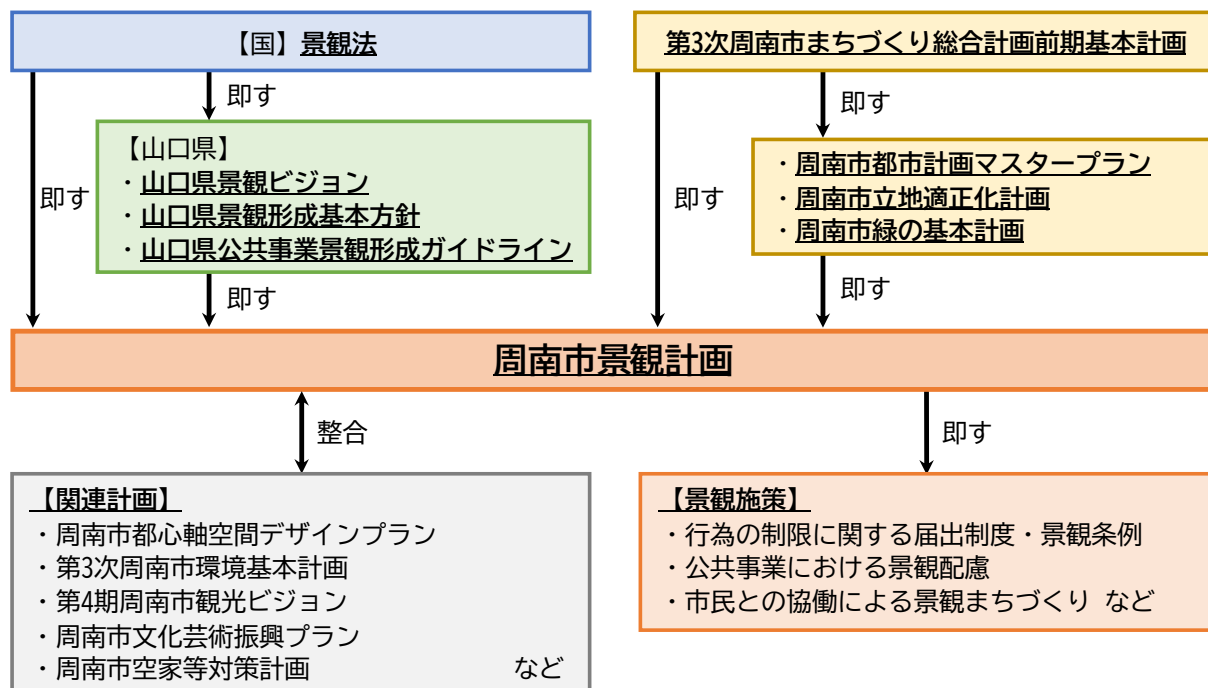 【国】景観法
第3次周南市まちづくり総合計画前期基本計画
即す
【山口県】
・山口県景観ビジョン
・山口県景観形成基本方針
・山口県公共事業景観形成ガイドライン
即す
即す
即す
・周南市都市計画マスタープラン
・周南市立地適正化計画
・周南市緑の基本計画
即す
即す
即す
周南市景観計画
整合
即す
【関連計画】
・周南市都心軸空間デザインプラン
・第3次周南市環境基本計画
・第4期周南市観光ビジョン
・周南市文化芸術振興プラン
・周南市空家等対策計画 など
【景観施策】
・行為の制限に関する届出制度・景観条例
・公共事業における景観配慮
・市民との協働による景観まちづくり など